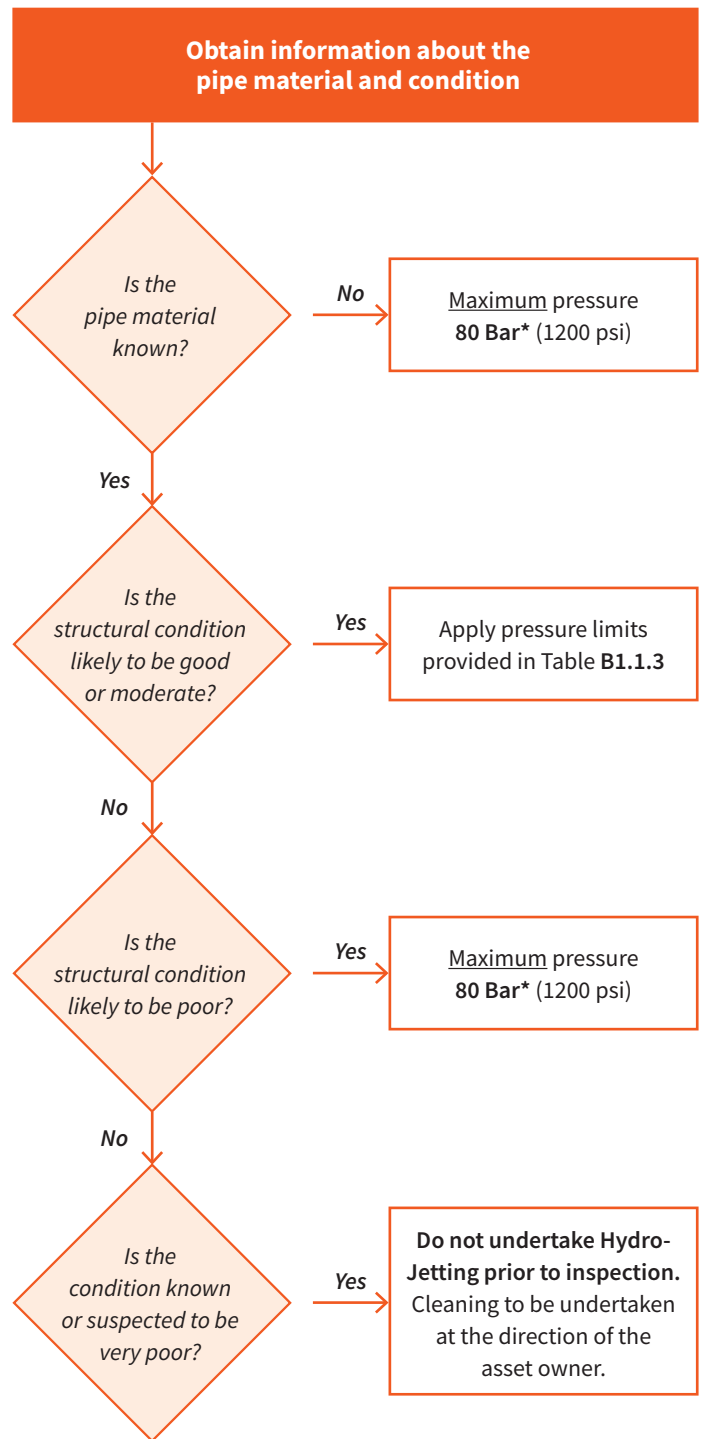 Obtain information about the
pipe material and condition
Is the
pipe material
known?
No
Maximum pressure
80 Bar* (1200 psi)
Yes
Is the
structural condition
likely to be good
or moderate?
Yes
Apply pressure limits
provided in Table B1.1.3
No
Is the
structural condition
likely to be poor?
Yes
Maximum pressure
80 Bar* (1200 psi)
No
Is the
condition known
or suspected to be
very poor?
Yes
Do not undertake Hydro-
Jetting prior to inspection.
Cleaning to be undertaken
at the direction of the
asset owner.